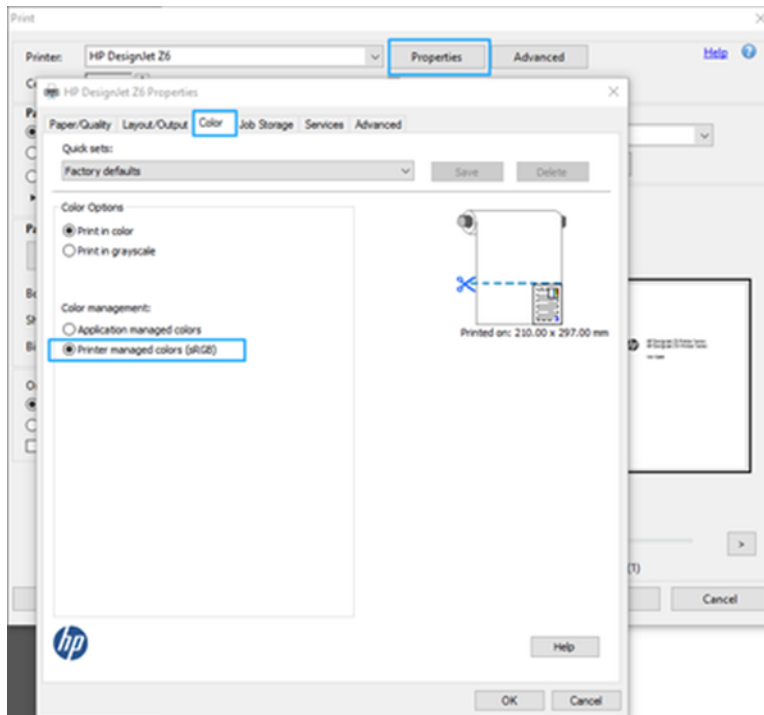 Print
Printer: HP DesignJet Z6 Properties Advanced Help
HP DesignJet Z6 Properties
Paper/Quality Layout/Output Color Job Storage Services Advanced
Quick sets:
Factory defaults Save Delete
Color Options
Print in color
Print in grayscale
Color management:
Application managed colors
Printer managed colors (sRGB)
Printed on: 210.00 x 297.00 mm
>
(1)
Cancel
hp
Help
OK Cancel